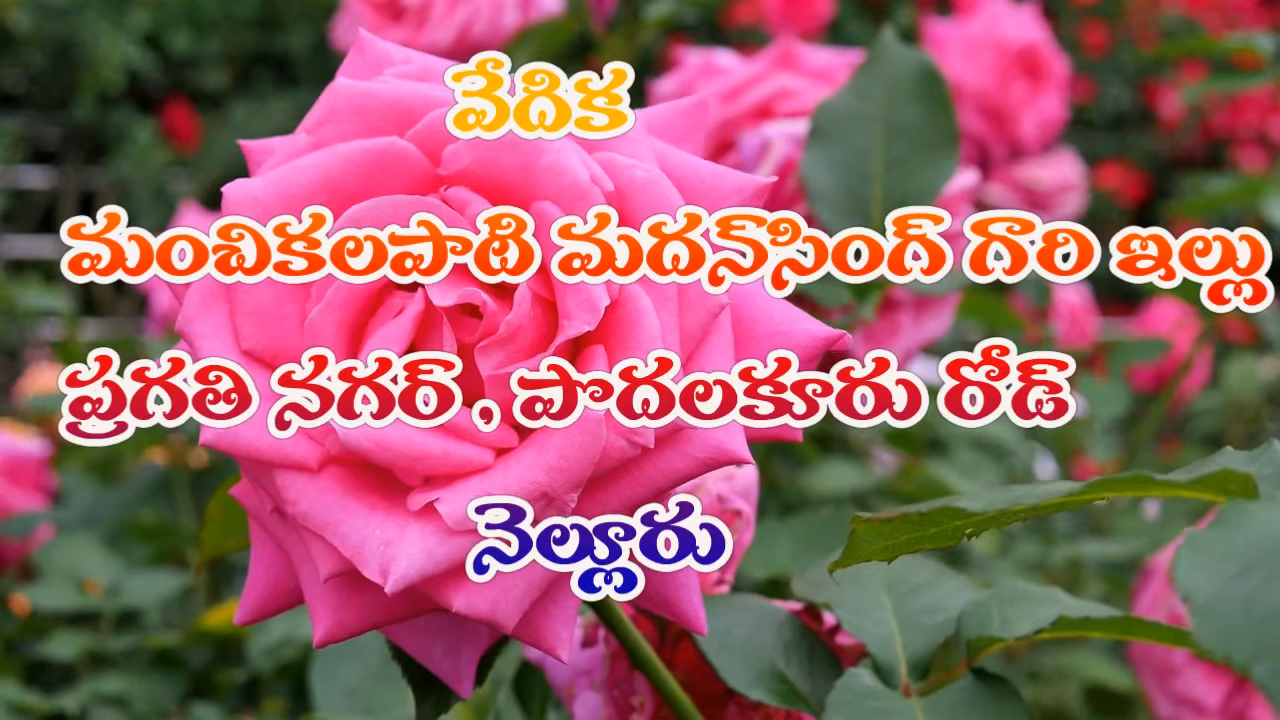 వేదిక
మంచికలపాటి మదన్‌సింగ్ గారి ఇల్లు
ప్రగతి నగర్ , పొదలకూరు రోడ్
నెల్లూరు